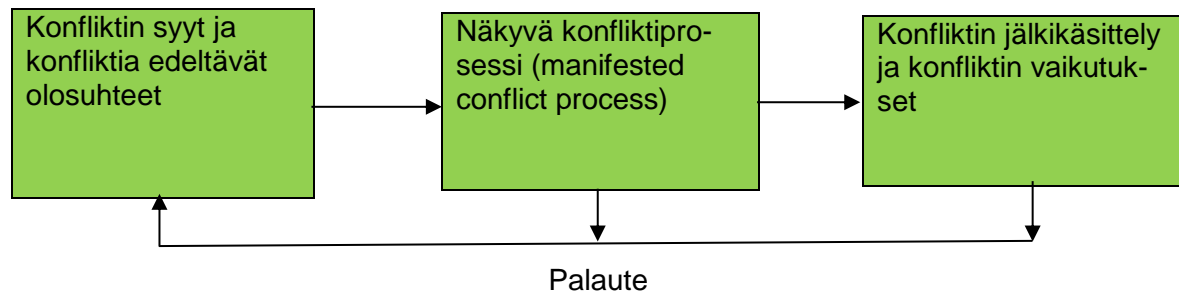 Konfliktin syyt ja
konfliktia edeltävät
olosuhteet
Näkyvä konfliktipro-
sessi (manifested
conflict process)
Konfliktin jälkikäsittely
ja konfliktin vaikutuk-
set
Palaute